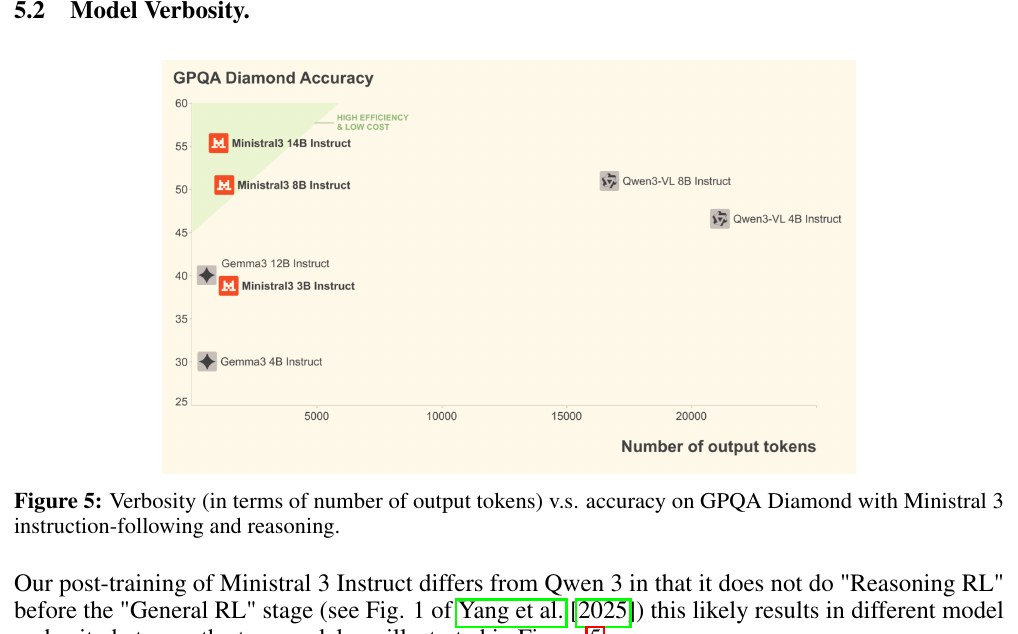 5.2 Model Verbosity.
GPQA Diamond Accuracy
60
HIGH EFFICIENCY
& LOW COST
55
Ministral3 14B Instruct
50
Ministral3 8B Instruct
Qwen3-VL 8B Instruct
45
Qwen3-VL 4B Instruct
40
Gemma3 12B Instruct
Ministral3 3B Instruct
35
30
Gemma3 4B Instruct
25
5000 10000 15000 20000
Number of output tokens
Figure 5: Verbosity (in terms of number of output tokens) v.s. accuracy on GPQA Diamond with Ministral 3
instruction-following and reasoning.
Our post-training of Ministral 3 Instruct differs from Qwen 3 in that it does not do "Reasoning RL"
before the "General RL" stage (see Fig. 1 of Yang et al. [2025]) this likely results in different model